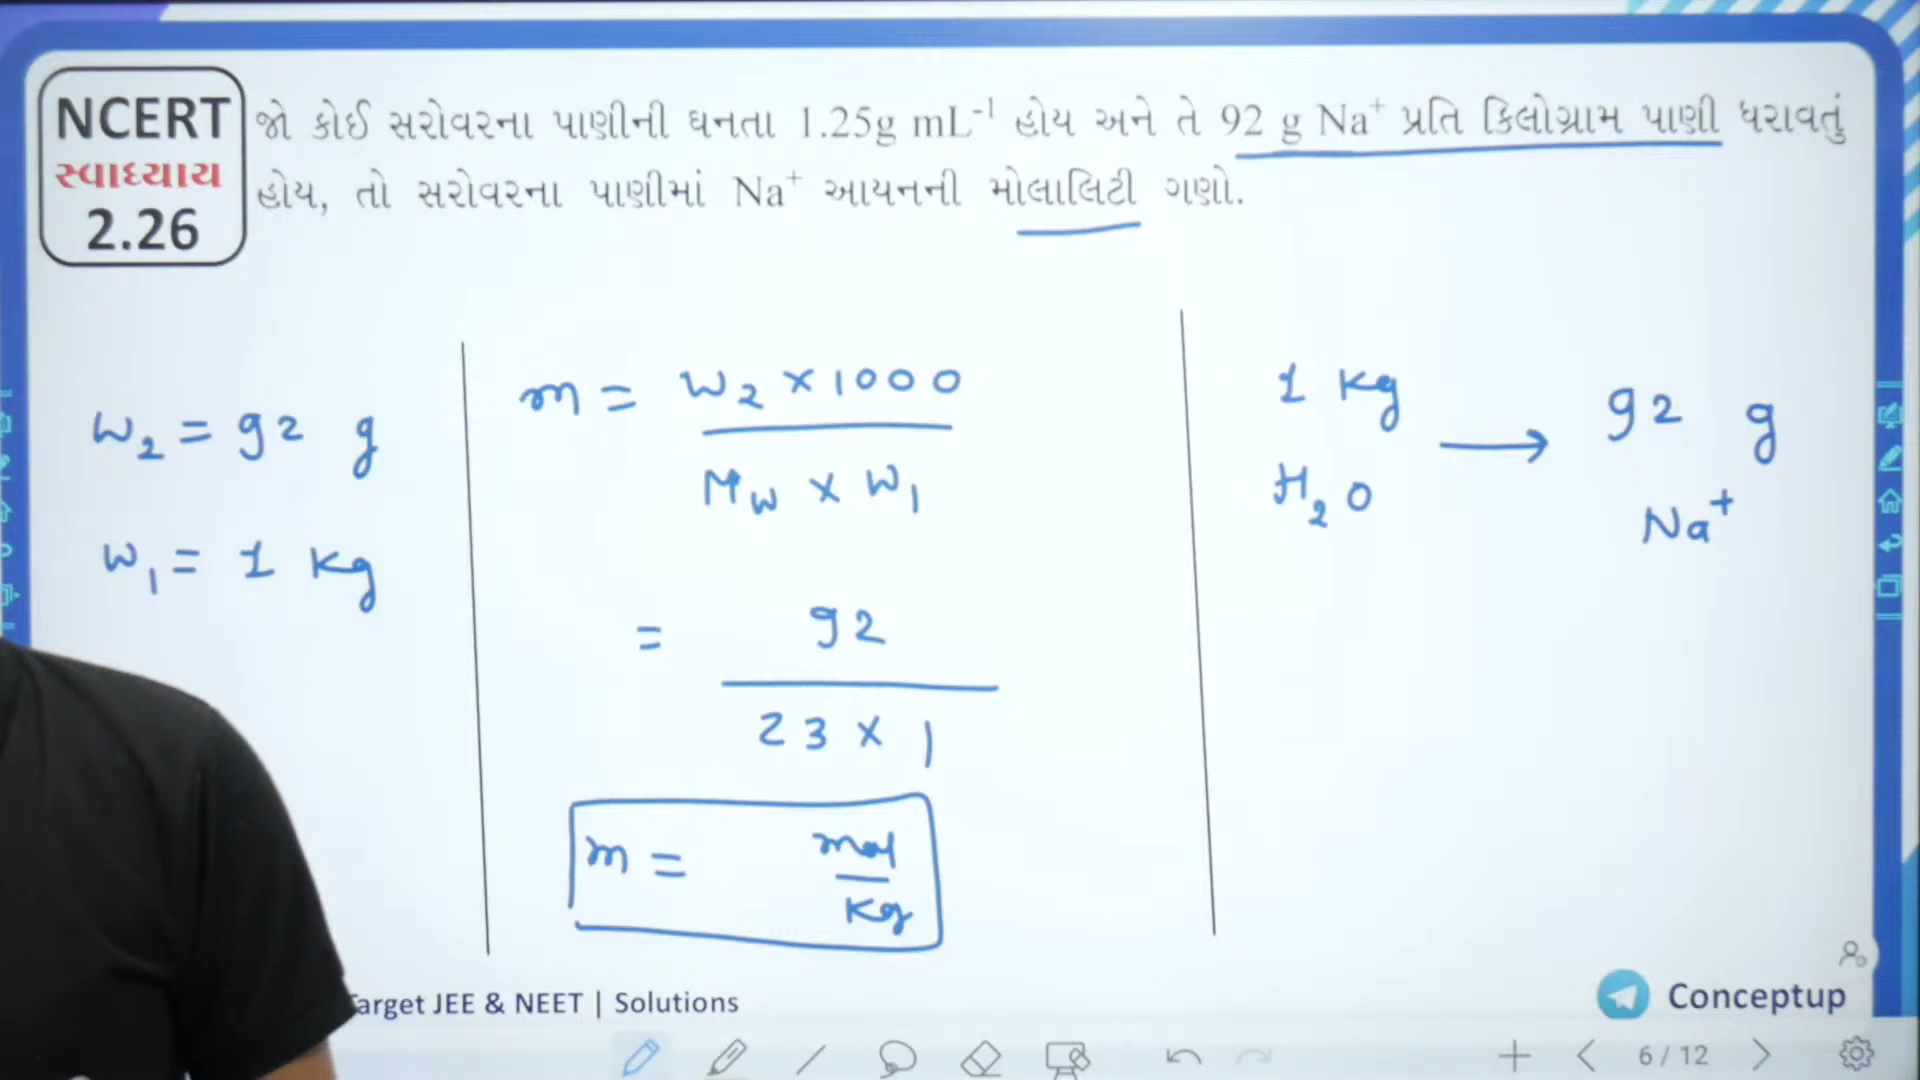 NCERT
સ્વાધ્યાય
2.26
જો કોઈ સરોવરના પાણીની ઘનતા 1.25g mL⁻¹ હોય અને તે 92 g Na⁺ પ્રતિ કિલોગ્રામ પાણી ધરાવતું
હોય, તો સરોવરના પાણીમાં Na⁺ આયનની મોલાલિટી ગણો.
W₂ = 92 g
W₁ = 1 Kg
m = W₂ × 1000
Mw × W₁
= 92
23 × 1
m = mol
Kg
1 Kg
H₂O
→ 92 g
Na⁺
Target JEE & NEET | Solutions
Conceptup
6 / 12